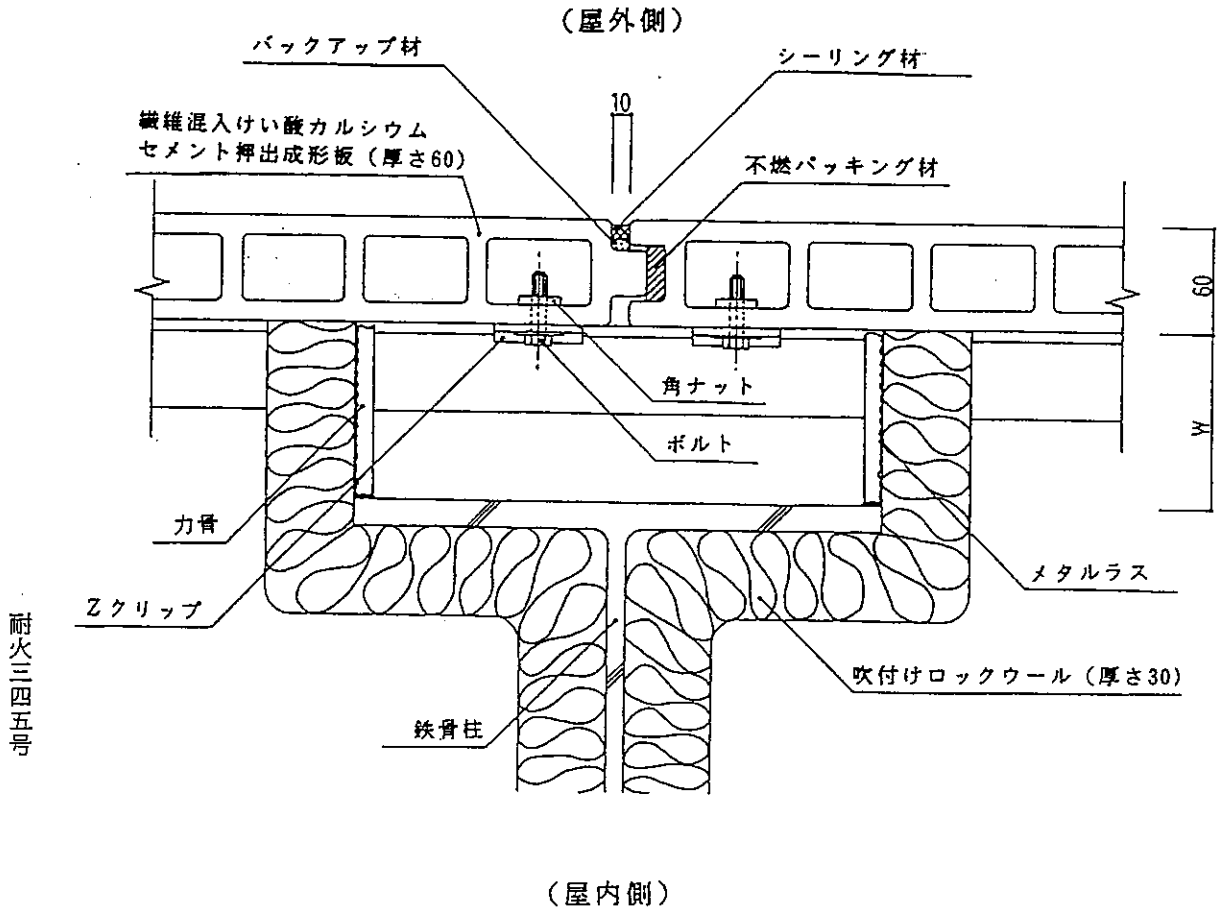 (屋外側)
バックアップ材
シーリング材
10
繊維混入けい酸カルシウム
セメント押出成形板(厚さ60)
不燃パッキング材
60
角ナット
ボルト
W
力骨
メタルラス
Zクリップ
吹付けロックウール(厚さ30)
鉄骨柱
耐火三四五号
(屋内側)